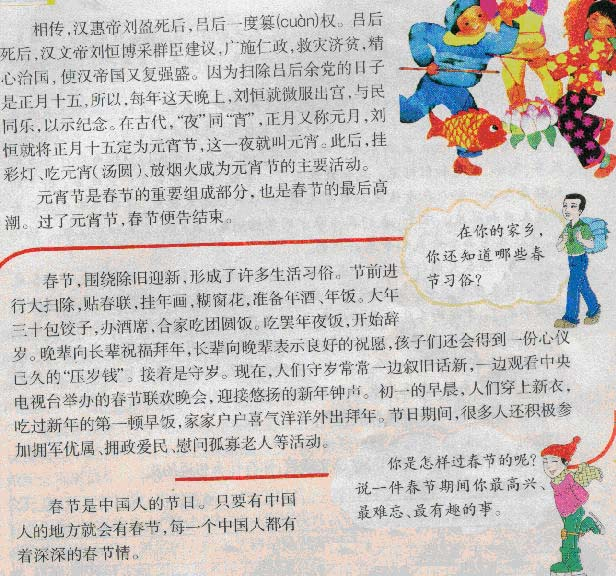 相传,汉惠帝刘盈死后,吕后一度篡(cuàn)权。吕后
死后,汉文帝刘恒博采群臣建议,广施仁政,救灾济贫,精
心治国,使汉帝国又复强盛。因为扫除吕后余党的日子
是正月十五,所以,每年这天晚上,刘恒就微服出宫,与民
同乐,以示纪念。在古代,“夜”同“宵”,正月又称元月,刘
恒就将正月十五定为元宵节,这一夜就叫元宵。此后,挂
彩灯、吃元宵(汤圆)、放烟火成为元宵节的主要活动。
元宵节是春节的重要组成部分,也是春节的最后高
潮。过了元宵节,春节便告结束。
在你的家乡,
你还知道哪些春
节习俗?
春节,围绕除旧迎新,形成了许多生活习俗。节前进
行大扫除,贴春联,挂年画,糊窗花,准备年酒、年饭。大年
三十包饺子,办酒席,合家吃团圆饭。吃罢年夜饭,开始辞
岁。晚辈向长辈祝福拜年,长辈向晚辈表示良好的祝愿,孩子们还会得到一份心仪
已久的“压岁钱”。接着是守岁。现在,人们守岁常常一边叙旧话新,一边观看中央
电视台举办的春节联欢晚会,迎接悠扬的新年钟声。初一的早晨,人们穿上新衣,
吃过新年的第一顿早饭,家家户户喜气洋洋外出拜年。节日期间,很多人还积极参
加拥军优属、拥政爱民、慰问孤寡老人等活动。
你是怎样过春节的呢?
说一件春节期间你最高兴、
最难忘、最有趣的事。
春节是中国人的节日。只要有中国
人的地方就会有春节,每一个中国人都有
着深深的春节情。